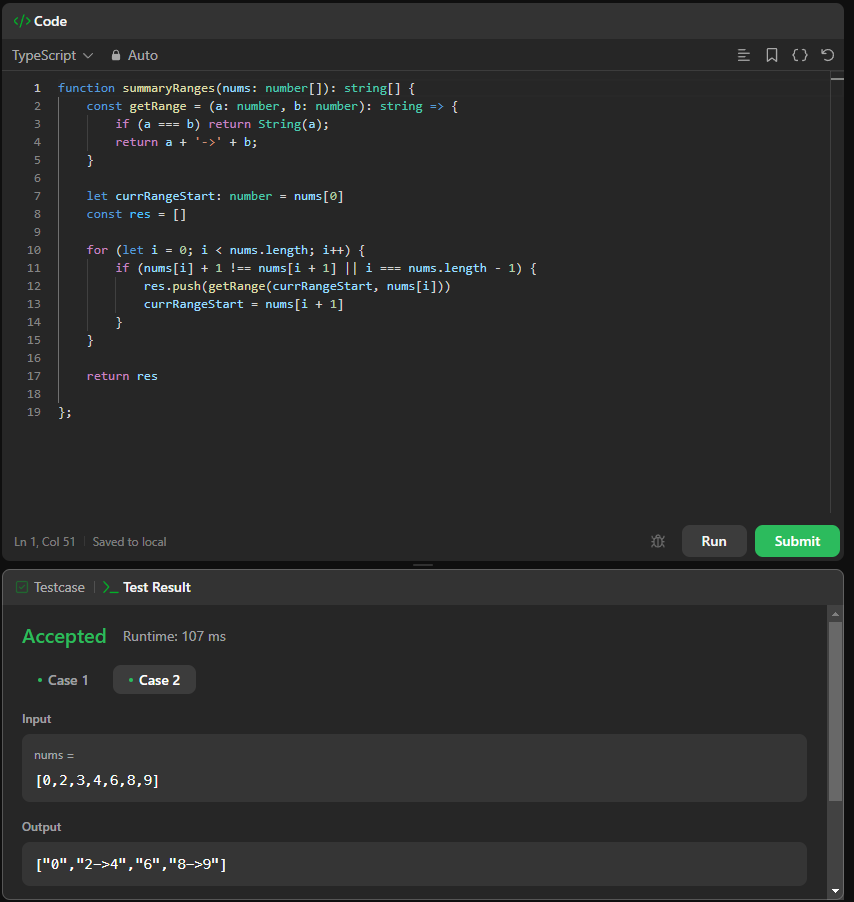 </> Code
TypeScript Auto
1 function summaryRanges(nums: number[]): string[] {
2     const getRange = (a: number, b: number): string => {
3         if (a === b) return String(a);
4         return a + '->' + b;
5     }
6
7     let currRangeStart: number = nums[0]
8     const res = []
9
10     for (let i = 0; i < nums.length; i++) {
11         if (nums[i] + 1 !== nums[i + 1] || i === nums.length - 1) {
12             res.push(getRange(currRangeStart, nums[i]))
13             currRangeStart = nums[i + 1]
14         }
15     }
16
17     return res
18
19 };
Ln 1, Col 51 Saved to local Run Submit
Testcase >_ Test Result
Accepted Runtime: 107 ms
• Case 1 • Case 2
Input
nums =
[0,2,3,4,6,8,9]
Output
["0","2->4","6","8->9"]